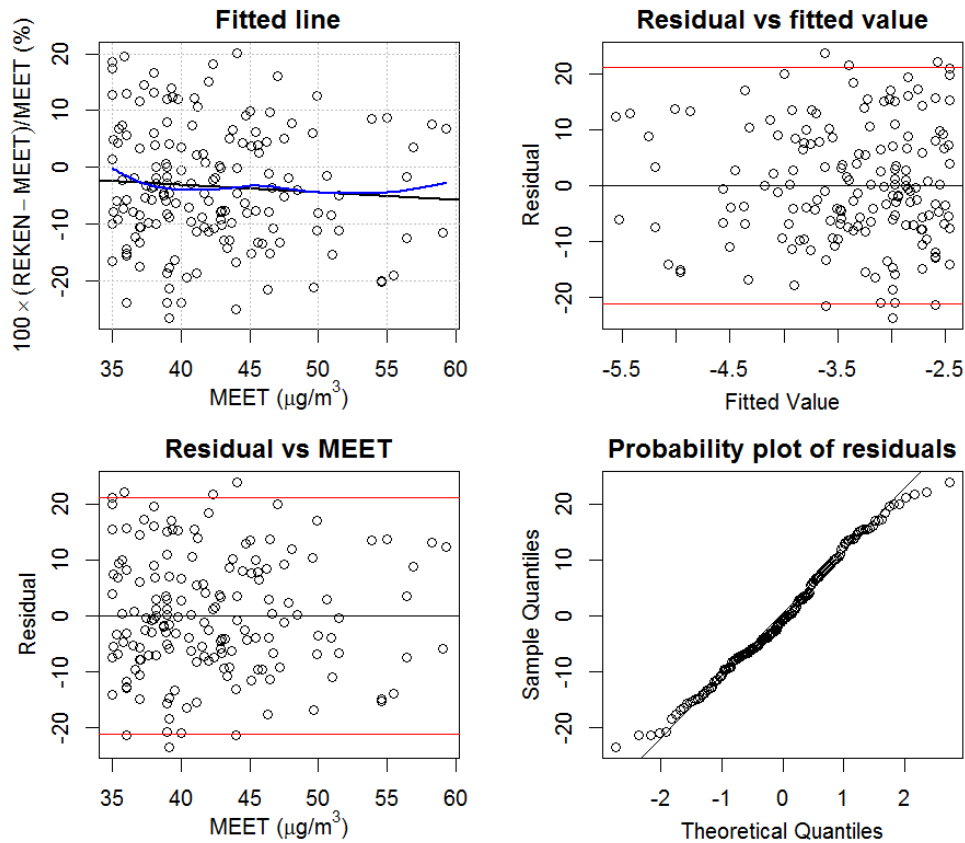 Fitted line
100 × (REKEN − MEET)/MEET (%)
20
10
0
-10
-20
35 40 45 50 55 60
MEET (μg/m³)
Residual vs fitted value
Residual
20
10
0
-10
-20
-5.5 -4.5 -3.5 -2.5
Fitted Value
Residual vs MEET
Residual
20
10
0
-10
-20
35 40 45 50 55 60
MEET (μg/m³)
Probability plot of residuals
Sample Quantiles
20
10
0
-10
-20
-2 -1 0 1 2
Theoretical Quantiles